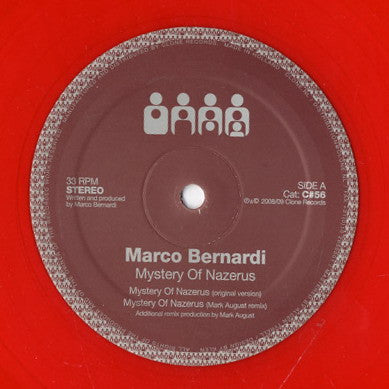 33 RPM
STEREO
Written and produced
by Marco Bernardi
SIDE A
Cat: C#56
℗&© 2008/09 Clone Records
Marco Bernardi
Mystery Of Nazerus
Mystery Of Nazerus (original version)
Mystery Of Nazerus (Mark August remix)
Additional remix production by Mark August